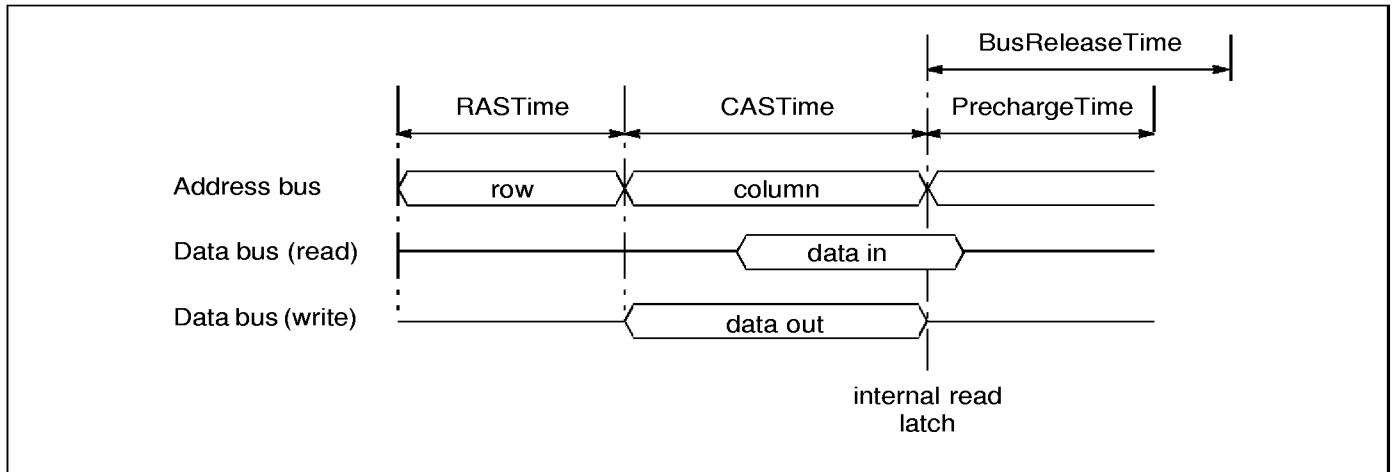 BusReleaseTime
RASTime CASTime PrechargeTime
Address bus row column
Data bus (read) data in
Data bus (write) data out
internal read
latch